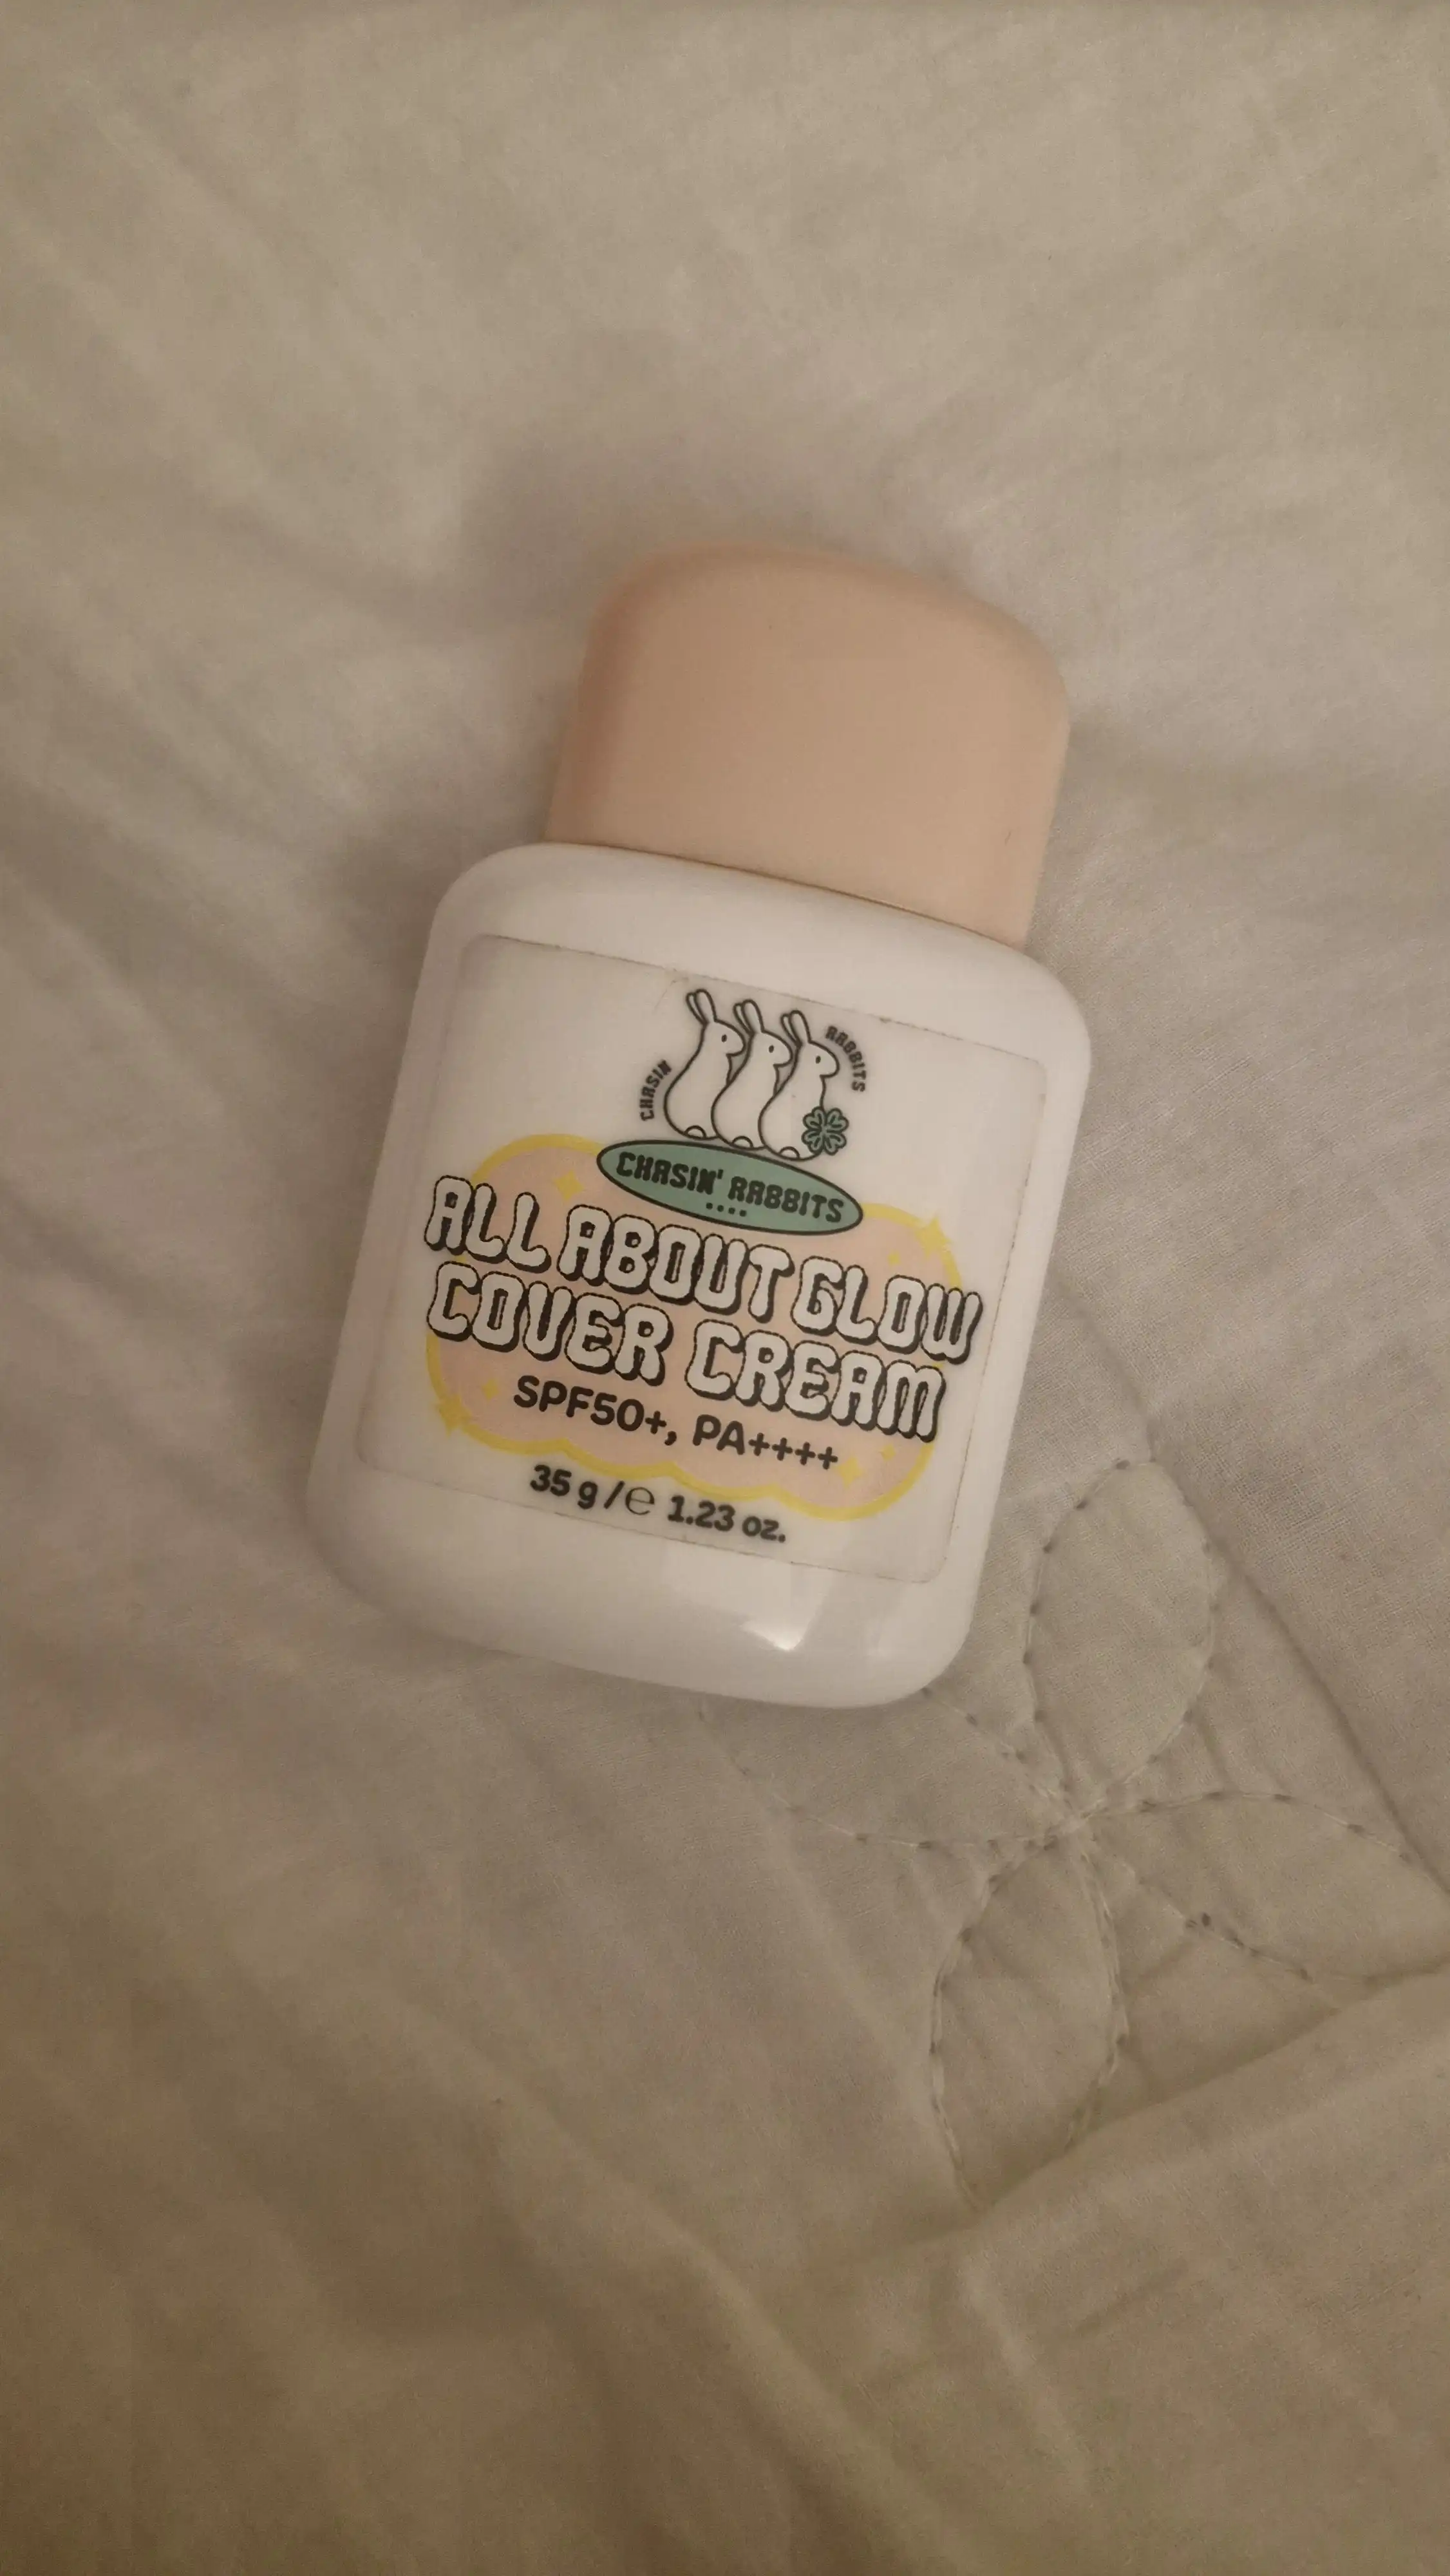 CHASIN' RABBITS
CHASIN' RABBITS
ALL ABOUT GLOW
COVER CREAM
SPF50+, PA++++
35 g / ℮ 1.23 oz.